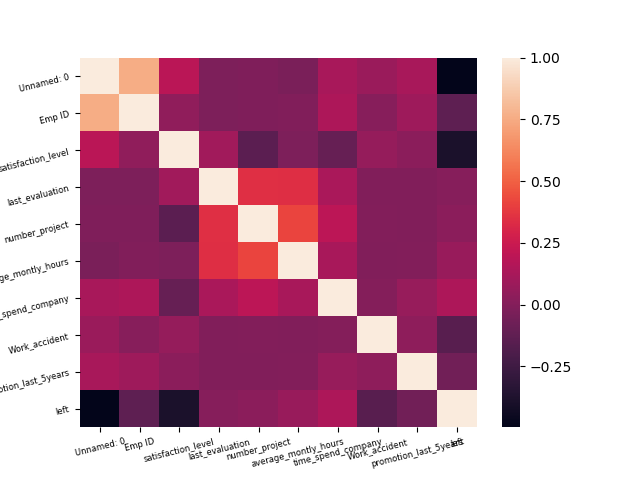 Unnamed: 0
Emp ID
satisfaction_level
last_evaluation
number_project
ge_montly_hours
_spend_company
Work_accident
motion_last_5years
left
1.00
0.75
0.50
0.25
0.00
−0.25
Unnamed: 0
Emp ID
satisfaction_level
last_evaluation
number_project
average_montly_hours
time_spend_company
Work_accident
promotion_last_5years
left